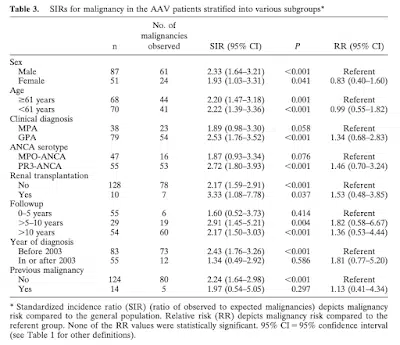 Table 3. SIRs for malignancy in the AAV patients stratified into various subgroups*
n No. of malignancies observed SIR (95% CI) P RR (95% CI)
Sex
Male 87 61 2.33 (1.64–3.21) <0.001 Referent
Female 51 24 1.93 (1.03–3.31) 0.041 0.83 (0.40–1.60)
Age
≥61 years 68 44 2.20 (1.47–3.18) 0.001 Referent
<61 years 70 41 2.22 (1.39–3.36) <0.001 0.99 (0.55–1.82)
Clinical diagnosis
MPA 38 23 1.89 (0.98–3.30) 0.058 Referent
GPA 79 54 2.53 (1.76–3.52) <0.001 1.34 (0.68–2.83)
ANCA serotype
MPO-ANCA 47 16 1.87 (0.93–3.34) 0.076 Referent
PR3-ANCA 55 53 2.72 (1.80–3.93) <0.001 1.46 (0.70–3.24)
Renal transplantation
No 128 78 2.17 (1.59–2.91) <0.001 Referent
Yes 10 7 3.33 (1.08–7.78) 0.037 1.53 (0.48–3.85)
Followup
0–5 years 55 6 1.60 (0.52–3.73) 0.414 Referent
>5–10 years 29 19 2.91 (1.45–5.21) 0.004 1.82 (0.58–6.67)
>10 years 54 60 2.17 (1.50–3.03) <0.001 1.36 (0.53–4.44)
Year of diagnosis
Before 2003 83 73 2.43 (1.76–3.26) <0.001 Referent
In or after 2003 55 12 1.34 (0.49–2.92) 0.586 1.81 (0.77–5.20)
Previous malignancy
No 124 80 2.24 (1.64–2.98) <0.001 Referent
Yes 14 5 1.97 (0.54–5.05) 0.297 1.13 (0.41–4.34)
* Standardized incidence ratio (SIR) (ratio of observed to expected malignancies) depicts malignancy
risk compared to the general population. Relative risk (RR) depicts malignancy risk compared to the
referent group. None of the RR values were statistically significant. 95% CI = 95% confidence interval
(see Table 1 for other definitions).